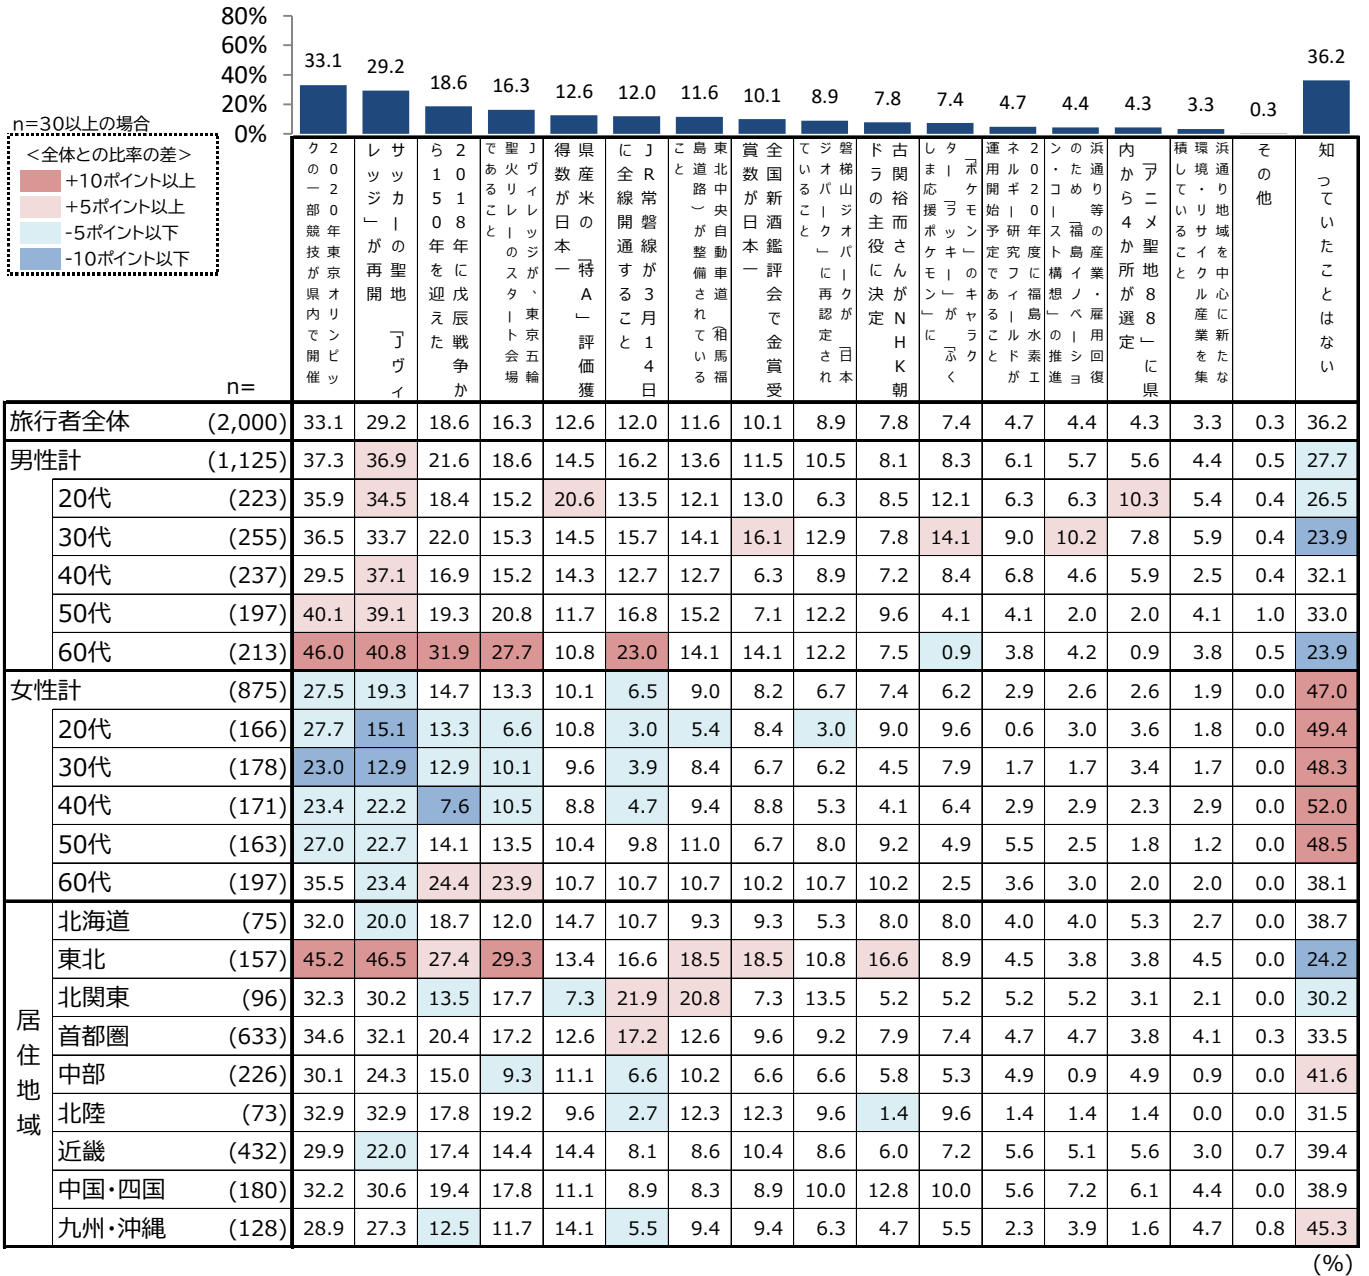 80%
60%
40%
20%
0%
33.1 29.2 18.6 16.3 12.6 12.0 11.6 10.1 8.9 7.8 7.4 4.7 4.4 4.3 3.3 0.3 36.2
n=30以上の場合
<全体との比率の差>
+10ポイント以上
+5ポイント以上
-5ポイント以下
-10ポイント以下
n=
2020年東京オリンピッ
クの一部競技が県内で開催
サッカーの聖地「Jヴィ
レッジ」が再開
2018年に戊辰戦争か
ら150年を迎えた
Jヴィレッジが、東京五輪
聖火リレーのスタート会場
であること
県産米の「特A」評価獲
得数が日本一
JR常磐線が3月14日
に全線開通すること
東北中央自動車道(相馬福
島道路)が整備されている
こと
全国新酒鑑評会で金賞受
賞数が日本一
磐梯山ジオパークが「日本
ジオパーク」に再認定され
ていること
古関裕而さんがNHK朝
ドラの主役に決定
「ポケモン」のキャラク
ター「ラッキー」が「ふく
しま応援ポケモン」に
2020年度に福島水素エ
ネルギー研究フィールドが
運用開始予定であること
浜通り等の産業・雇用回復
のため「福島イノベーショ
ン・コースト構想」の推進
「アニメ聖地88」に県
内から4か所が選定
浜通り地域を中心に新たな
環境・リサイクル産業を集
積していること
その他
知っていたことはない
旅行者全体 (2,000) 33.1 29.2 18.6 16.3 12.6 12.0 11.6 10.1 8.9 7.8 7.4 4.7 4.4 4.3 3.3 0.3 36.2
男性計 (1,125) 37.3 36.9 21.6 18.6 14.5 16.2 13.6 11.5 10.5 8.1 8.3 6.1 5.7 5.6 4.4 0.5 27.7
20代 (223) 35.9 34.5 18.4 15.2 20.6 13.5 12.1 13.0 6.3 8.5 12.1 6.3 6.3 10.3 5.4 0.4 26.5
30代 (255) 36.5 33.7 22.0 15.3 14.5 15.7 14.1 16.1 12.9 7.8 14.1 9.0 10.2 7.8 5.9 0.4 23.9
40代 (237) 29.5 37.1 16.9 15.2 14.3 12.7 12.7 6.3 8.9 7.2 8.4 6.8 4.6 5.9 2.5 0.4 32.1
50代 (197) 40.1 39.1 19.3 20.8 11.7 16.8 15.2 7.1 12.2 9.6 4.1 4.1 2.0 2.0 4.1 1.0 33.0
60代 (213) 46.0 40.8 31.9 27.7 10.8 23.0 14.1 14.1 12.2 7.5 0.9 3.8 4.2 0.9 3.8 0.5 23.9
女性計 (875) 27.5 19.3 14.7 13.3 10.1 6.5 9.0 8.2 6.7 7.4 6.2 2.9 2.6 2.6 1.9 0.0 47.0
20代 (166) 27.7 15.1 13.3 6.6 10.8 3.0 5.4 8.4 3.0 9.0 9.6 0.6 3.0 3.6 1.8 0.0 49.4
30代 (178) 23.0 12.9 12.9 10.1 9.6 3.9 8.4 6.7 6.2 4.5 7.9 1.7 1.7 3.4 1.7 0.0 48.3
40代 (171) 23.4 22.2 7.6 10.5 8.8 4.7 9.4 8.8 5.3 4.1 6.4 2.9 2.9 2.3 2.9 0.0 52.0
50代 (163) 27.0 22.7 14.1 13.5 10.4 9.8 11.0 6.7 8.0 9.2 4.9 5.5 2.5 1.8 1.2 0.0 48.5
60代 (197) 35.5 23.4 24.4 23.9 10.7 10.7 10.7 10.2 10.7 10.2 2.5 3.6 3.0 2.0 2.0 0.0 38.1
居住地域
北海道 (75) 32.0 20.0 18.7 12.0 14.7 10.7 9.3 9.3 5.3 8.0 8.0 4.0 4.0 5.3 2.7 0.0 38.7
東北 (157) 45.2 46.5 27.4 29.3 13.4 16.6 18.5 18.5 10.8 16.6 8.9 4.5 3.8 3.8 4.5 0.0 24.2
北関東 (96) 32.3 30.2 13.5 17.7 7.3 21.9 20.8 7.3 13.5 5.2 5.2 5.2 5.2 3.1 2.1 0.0 30.2
首都圏 (633) 34.6 32.1 20.4 17.2 12.6 17.2 12.6 9.6 9.2 7.9 7.4 4.7 4.7 3.8 4.1 0.3 33.5
中部 (226) 30.1 24.3 15.0 9.3 11.1 6.6 10.2 6.6 6.6 5.8 5.3 4.9 0.9 4.9 0.9 0.0 41.6
北陸 (73) 32.9 32.9 17.8 19.2 9.6 2.7 12.3 12.3 9.6 1.4 9.6 1.4 1.4 1.4 0.0 0.0 31.5
近畿 (432) 29.9 22.0 17.4 14.4 14.4 8.1 8.6 10.4 8.6 6.0 7.2 5.6 5.1 5.6 3.0 0.7 39.4
中国・四国 (180) 32.2 30.6 19.4 17.8 11.1 8.9 8.3 8.9 10.0 12.8 10.0 5.6 7.2 6.1 4.4 0.0 38.9
九州・沖縄 (128) 28.9 27.3 12.5 11.7 14.1 5.5 9.4 9.4 6.3 4.7 5.5 2.3 3.9 1.6 4.7 0.8 45.3
(%)